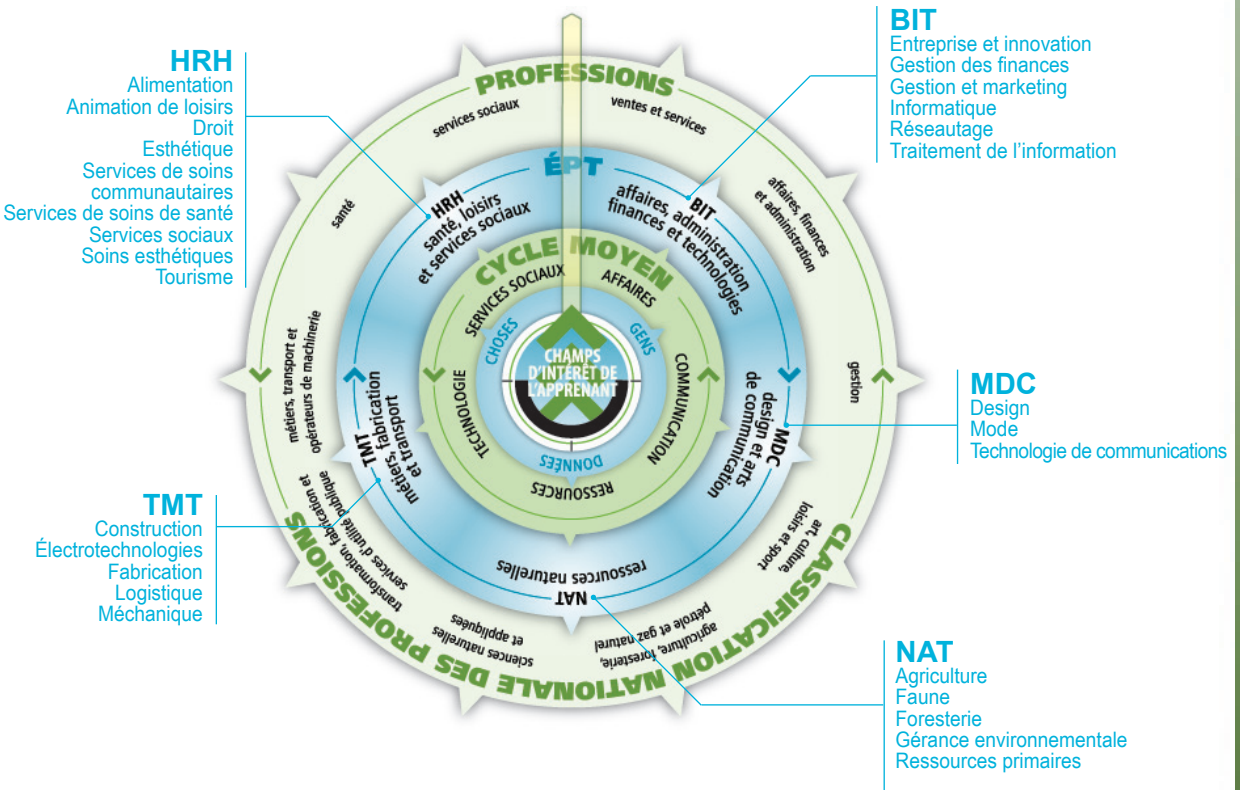 HRH
Alimentation
Animation de loisirs
Droit
Esthétique
Services de soins
communautaires
Services de soins de santé
Services sociaux
Soins esthétiques
Tourisme
BIT
Entreprise et innovation
Gestion des finances
Gestion et marketing
Informatique
Réseautage
Traitement de l'information
MDC
Design
Mode
Technologie de communications
TMT
Construction
Électrotechnologies
Fabrication
Logistique
Méchanique
NAT
Agriculture
Faune
Foresterie
Gérance environnementale
Ressources primaires
PROFESSIONS
services sociaux
ventes et services
affaires, finances
et administration
gestion
art, culture,
loisirs et sport
agriculture, foresterie,
pétrole et gaz naturel
sciences naturelles
et appliquées
transformation, fabrication et
services d'utilité publique
métiers, transport et
opérateurs de machinerie
santé
CLASSIFICATION NATIONALE DES PROFESSIONS
ÉPT
HRH
santé, loisirs
et services sociaux
BIT
affaires, administration
finances et technologies
MDC
design et arts
de communication
NAT
ressources naturelles
TMT
métiers, fabrication
et transport
CYCLE MOYEN
SERVICES SOCIAUX
AFFAIRES
COMMUNICATION
RESSOURCES
TECHNOLOGIE
CHOSES
GENS
DONNÉES
CHAMPS
D'INTÉRÊT DE
L'APPRENANT